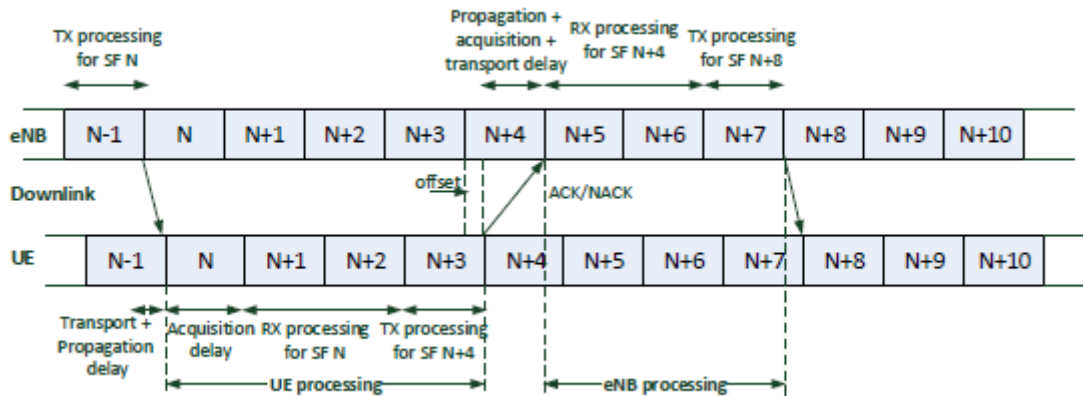 TX processing
for SF N
Propagation +
acquisition +
transport delay
RX processing
for SF N+4
TX processing
for SF N+8
eNB
N-1
N
N+1
N+2
N+3
N+4
N+5
N+6
N+7
N+8
N+9
N+10
offset
ACK/NACK
Downlink
UE
N-1
N
N+1
N+2
N+3
N+4
N+5
N+6
N+7
N+8
N+9
N+10
Transport +
Propagation
delay
Acquisition
delay
RX processing
for SF N
TX processing
for SF N+4
UE processing
eNB processing